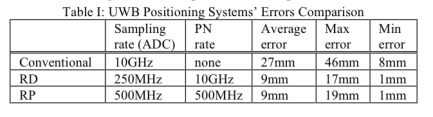 Table I: UWB Positioning Systems' Errors Comparison
Sampling rate (ADC) PN rate Average error Max error Min error
Conventional 10GHz none 27mm 46mm 8mm
RD 250MHz 10GHz 9mm 17mm 1mm
RP 500MHz 500MHz 9mm 19mm 1mm